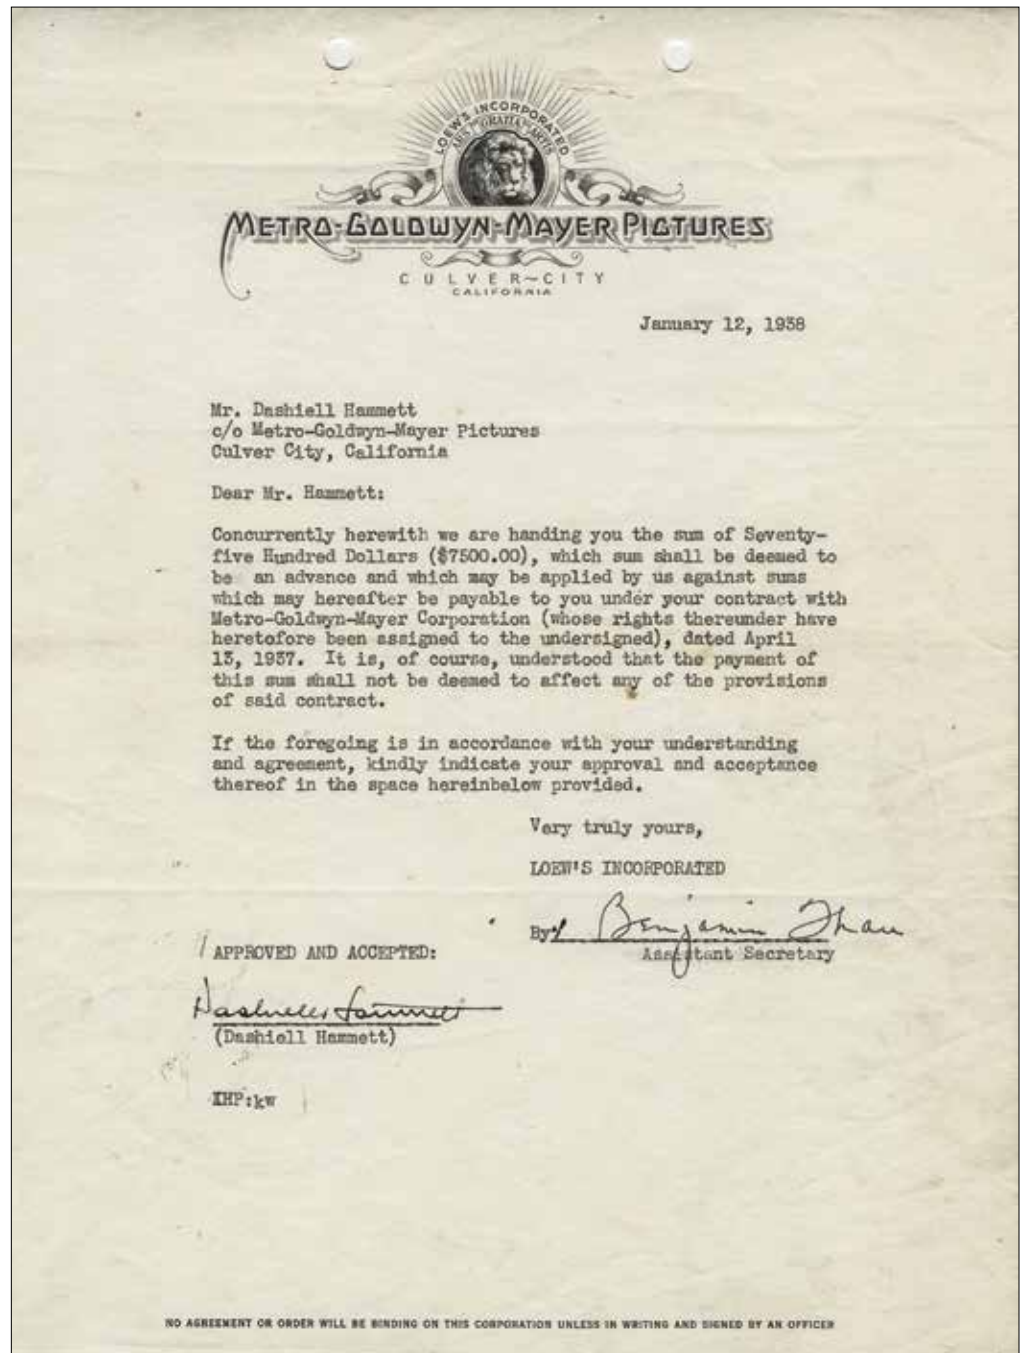 LOEW'S INCORPORATED
ARS GRATIA ARTIS
METRO-GOLDWYN-MAYER PICTURES
CULVER~CITY
CALIFORNIA
January 12, 1938
Mr. Dashiell Hammett
c/o Metro-Goldwyn-Mayer Pictures
Culver City, California
Dear Mr. Hammett:
Concurrently herewith we are handing you the sum of Seventy-
five Hundred Dollars ($7500.00), which sum shall be deemed to
be an advance and which may be applied by us against sums
which may hereafter be payable to you under your contract with
Metro-Goldwyn-Mayer Corporation (whose rights thereunder have
heretofore been assigned to the undersigned), dated April
13, 1937. It is, of course, understood that the payment of
this sum shall not be deemed to affect any of the provisions
of said contract.
If the foregoing is in accordance with your understanding
and agreement, kindly indicate your approval and acceptance
thereof in the space hereinbelow provided.
Very truly yours,
LOEW'S INCORPORATED
By Benjamin Thau
Assistant Secretary
APPROVED AND ACCEPTED:
Dashiell Hammett
(Dashiell Hammett)
IHP:kw
NO AGREEMENT OR ORDER WILL BE BINDING ON THIS CORPORATION UNLESS IN WRITING AND SIGNED BY AN OFFICER